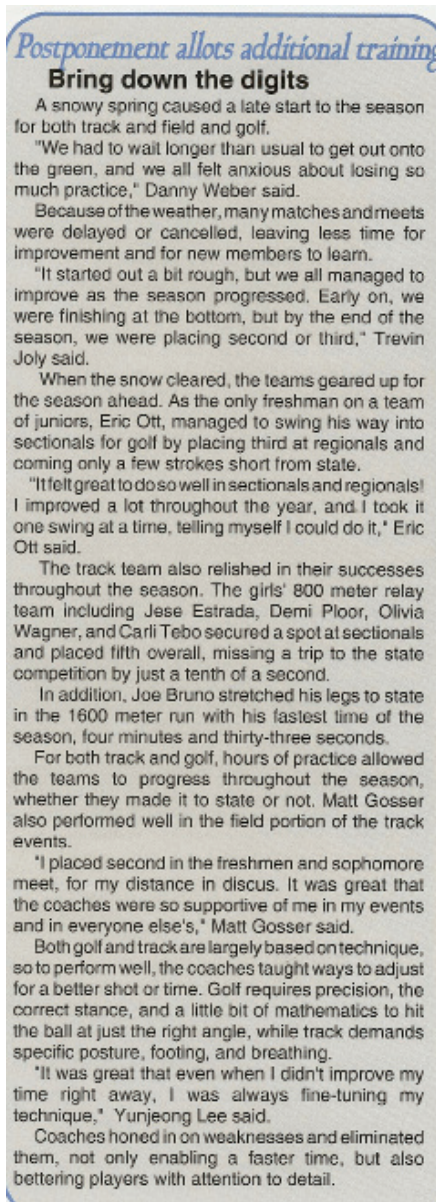 Postponement allots additional training
Bring down the digits
A snowy spring caused a late start to the season
for both track and field and golf.
"We had to wait longer than usual to get out onto
the green, and we all felt anxious about losing so
much practice," Danny Weber said.
Because of the weather, many matches and meets
were delayed or cancelled, leaving less time for
improvement and for new members to learn.
"It started out a bit rough, but we all managed to
improve as the season progressed. Early on, we
were finishing at the bottom, but by the end of the
season, we were placing second or third," Trevin
Joly said.
When the snow cleared, the teams geared up for
the season ahead. As the only freshman on a team
of juniors, Eric Ott, managed to swing his way into
sectionals for golf by placing third at regionals and
coming only a few strokes short from state.
"It felt great to do so well in sectionals and regionals!
I improved a lot throughout the year, and I took it
one swing at a time, telling myself I could do it," Eric
Ott said.
The track team also relished in their successes
throughout the season. The girls' 800 meter relay
team including Jese Estrada, Demi Ploor, Olivia
Wagner, and Carli Tebo secured a spot at sectionals
and placed fifth overall, missing a trip to the state
competition by just a tenth of a second.
In addition, Joe Bruno stretched his legs to state
in the 1600 meter run with his fastest time of the
season, four minutes and thirty-three seconds.
For both track and golf, hours of practice allowed
the teams to progress throughout the season,
whether they made it to state or not. Matt Gosser
also performed well in the field portion of the track
events.
"I placed second in the freshmen and sophomore
meet, for my distance in discus. It was great that
the coaches were so supportive of me in my events
and in everyone else's," Matt Gosser said.
Both golf and track are largely based on technique,
so to perform well, the coaches taught ways to adjust
for a better shot or time. Golf requires precision, the
correct stance, and a little bit of mathematics to hit
the ball at just the right angle, while track demands
specific posture, footing, and breathing.
"It was great that even when I didn't improve my
time right away, I was always fine-tuning my
technique," Yunjeong Lee said.
Coaches honed in on weaknesses and eliminated
them, not only enabling a faster time, but also
bettering players with attention to detail.